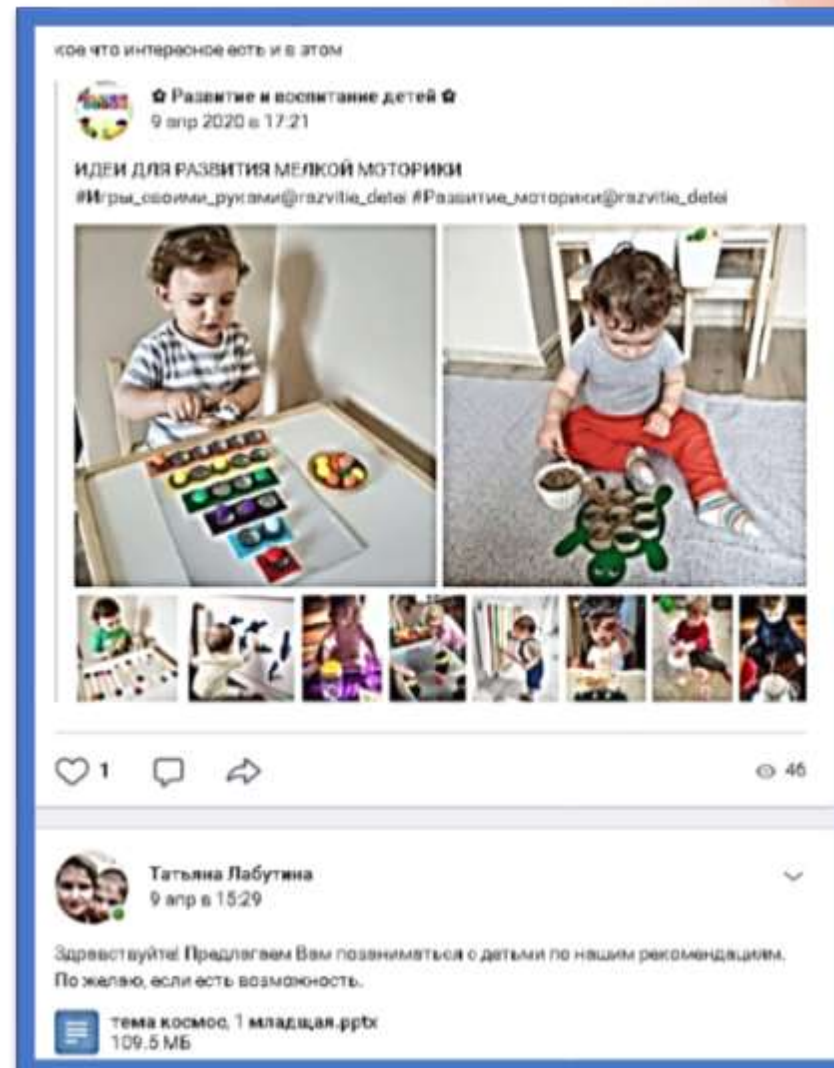 кое что интересное есть и в этом
✿ Развитие и воспитание детей ✿
9 апр 2020 в 17:21
ИДЕИ ДЛЯ РАЗВИТИЯ МЕЛКОЙ МОТОРИКИ
#Игры_своими_руками@razvitie_detei #Развитие_моторики@razvitie_detei
1
46
Татьяна Лабутина
9 апр в 15:29
Здравствуйте! Предлагаем Вам позаниматься с детьми по нашим рекомендациям.
По желаю, если есть возможность.
тема космос, 1 младшая.pptx
109.5 МБ